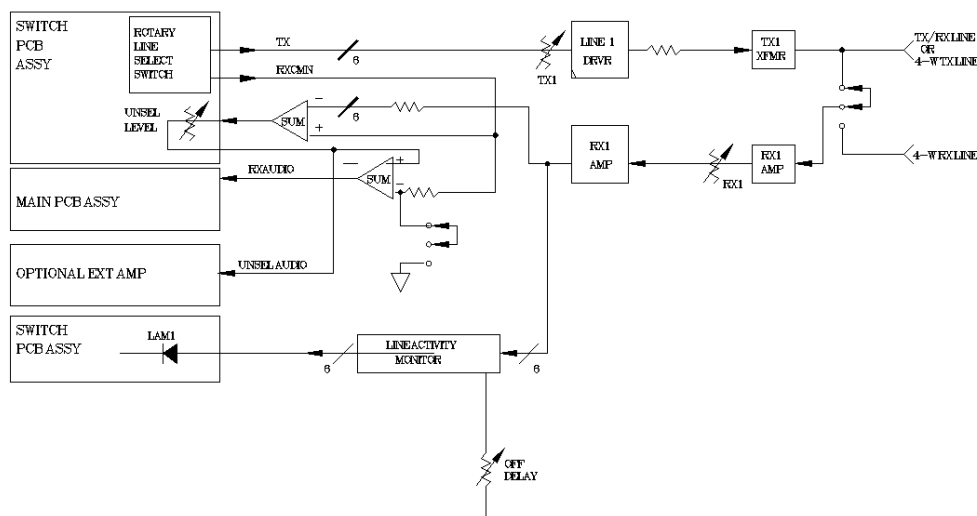 SWITCH
PCB
ASSY
ROTARY
LINE
SELECT
SWITCH
TX
6
RXCMN
UNSEL
LEVEL
SUM
–
+
6
TX1
LINE 1
DRVR
TX1
XFMR
TX/RX LINE
OR
4-W TX LINE
RX1
AMP
RX1
RX1
AMP
4-W RX LINE
RXAUDIO
SUM
–
+
–
MAIN PCB ASSY
OPTIONAL EXT AMP
UNSEL AUDIO
SWITCH
PCB ASSY
LAM1
6
LINE ACTIVITY
MONITOR
6
OFF
DELAY